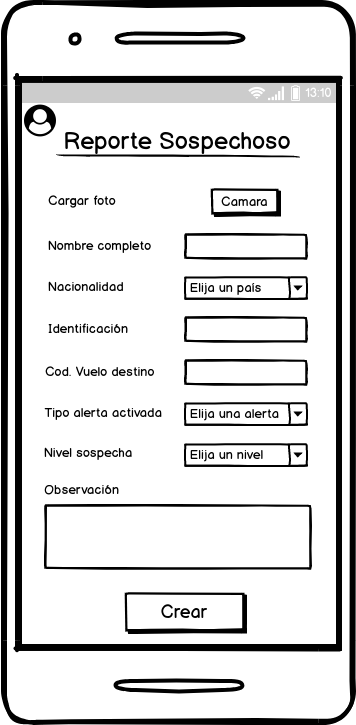 13:10
Reporte Sospechoso
Cargar foto Camara
Nombre completo
Nacionalidad Elija un país
Identificación
Cod. Vuelo destino
Tipo alerta activada Elija una alerta
Nivel sospecha Elija un nivel
Observación
Crear